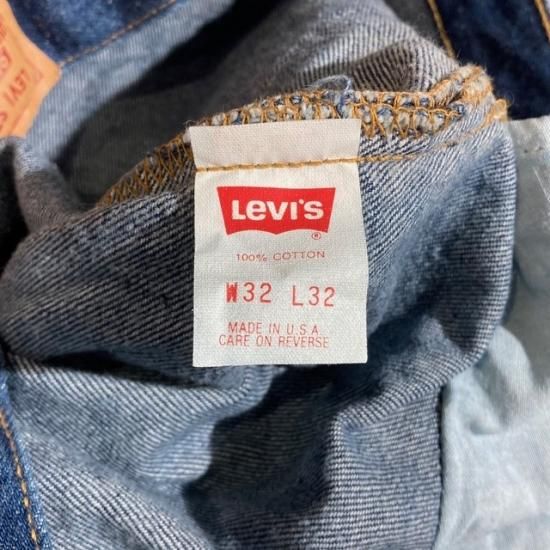 Levi's
®
100% COTTON
W32 L32
MADE IN U.S.A.
CARE ON REVERSE